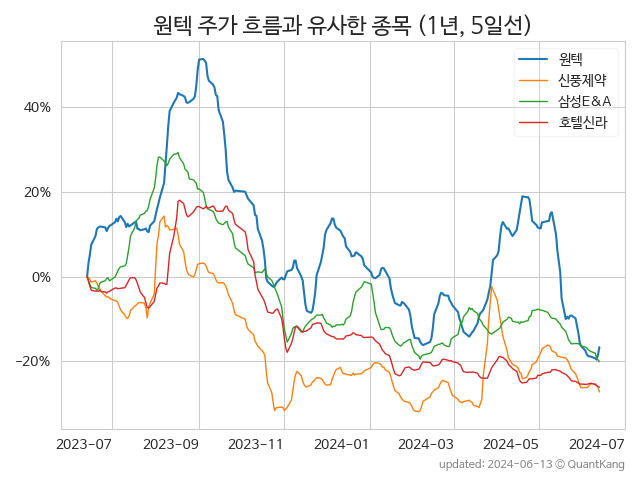 원텍 주가 흐름과 유사한 종목 (1년, 5일선)
원텍
신풍제약
삼성E&A
호텔신라
40%
20%
0%
−20%
2023-07 2023-09 2023-11 2024-01 2024-03 2024-05 2024-07
updated: 2024-06-13 © QuantKang